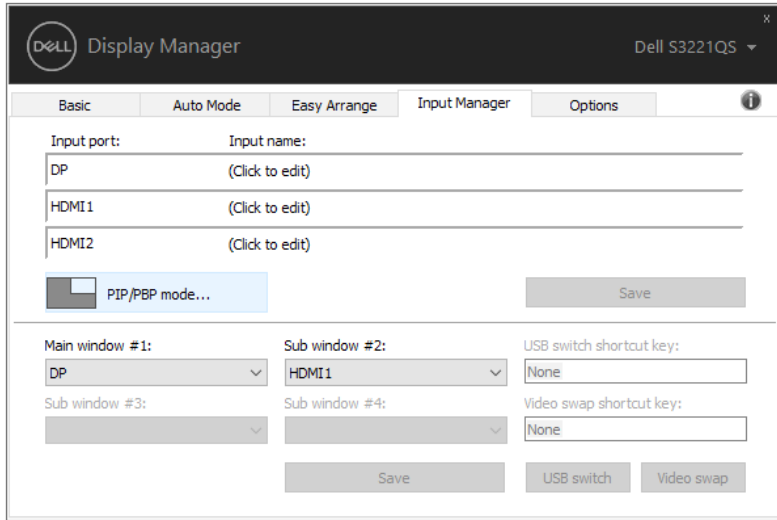 x
DELL Display Manager Dell S3221QS
Basic Auto Mode Easy Arrange Input Manager Options i
Input port: Input name:
DP (Click to edit)
HDMI1 (Click to edit)
HDMI2 (Click to edit)
PIP/PBP mode... Save
Main window #1: Sub window #2: USB switch shortcut key:
DP HDMI1 None
Sub window #3: Sub window #4: Video swap shortcut key:
None
Save USB switch Video swap